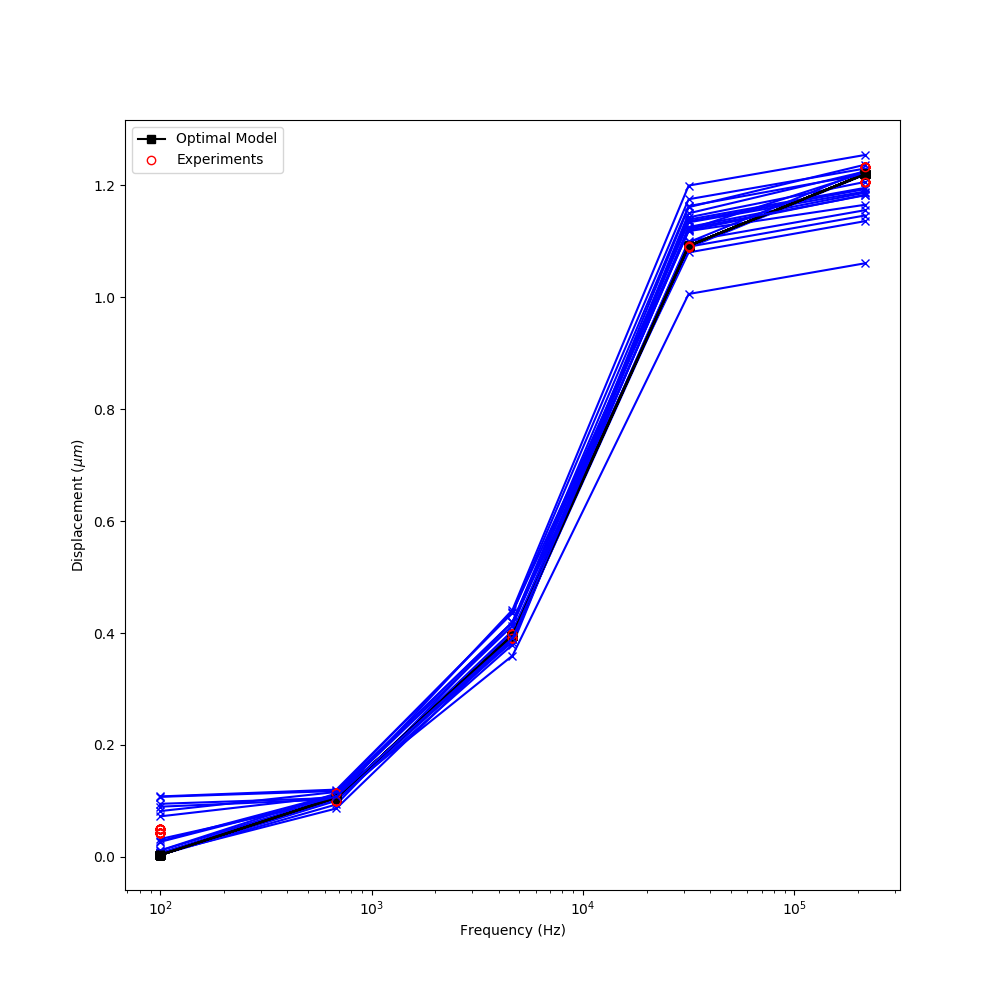 Optimal Model
Experiments
1.2
1.0
0.8
0.6
0.4
0.2
0.0
Displacement (μm)
10²
10³
10⁴
10⁵
Frequency (Hz)